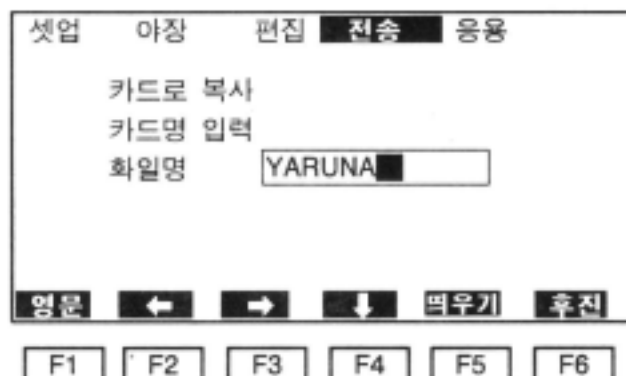 셋업 야장 편집 전송 응용
카드로 복사
카드명 입력
화일명 YARUNA
영문 ← → ↓ 띄우기 후진
F1 F2 F3 F4 F5 F6